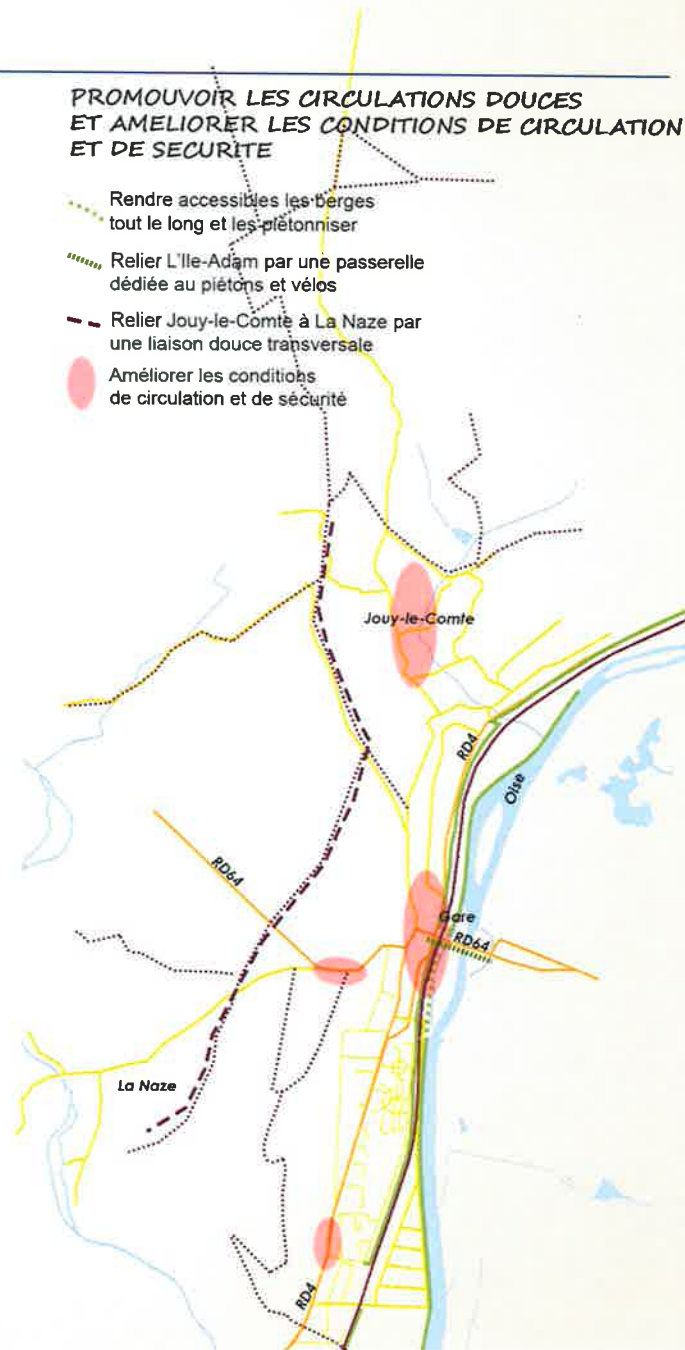 PROMOUVOIR LES CIRCULATIONS DOUCES
ET AMELIORER LES CONDITIONS DE CIRCULATION
ET DE SECURITE
Rendre accessibles les berges
tout le long et les piétonniser
Relier L'Ile-Adam par une passerelle
dédiée au piétons et vélos
Relier Jouy-le-Comte à La Naze par
une liaison douce transversale
Améliorer les conditions
de circulation et de sécurité
Jouy-le-Comte
RD4
Oise
RD64
Gare
RD64
La Naze
RD4